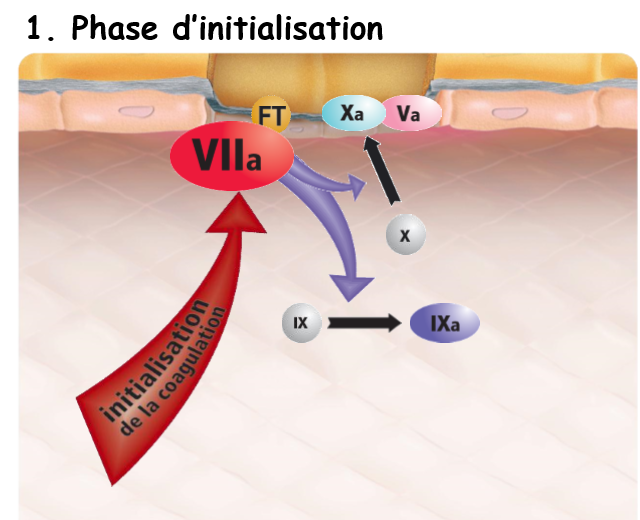 1. Phase d’initialisation
FT
Xa
Va
VIIa
X
IX
IXa
initialisation
de la coagulation